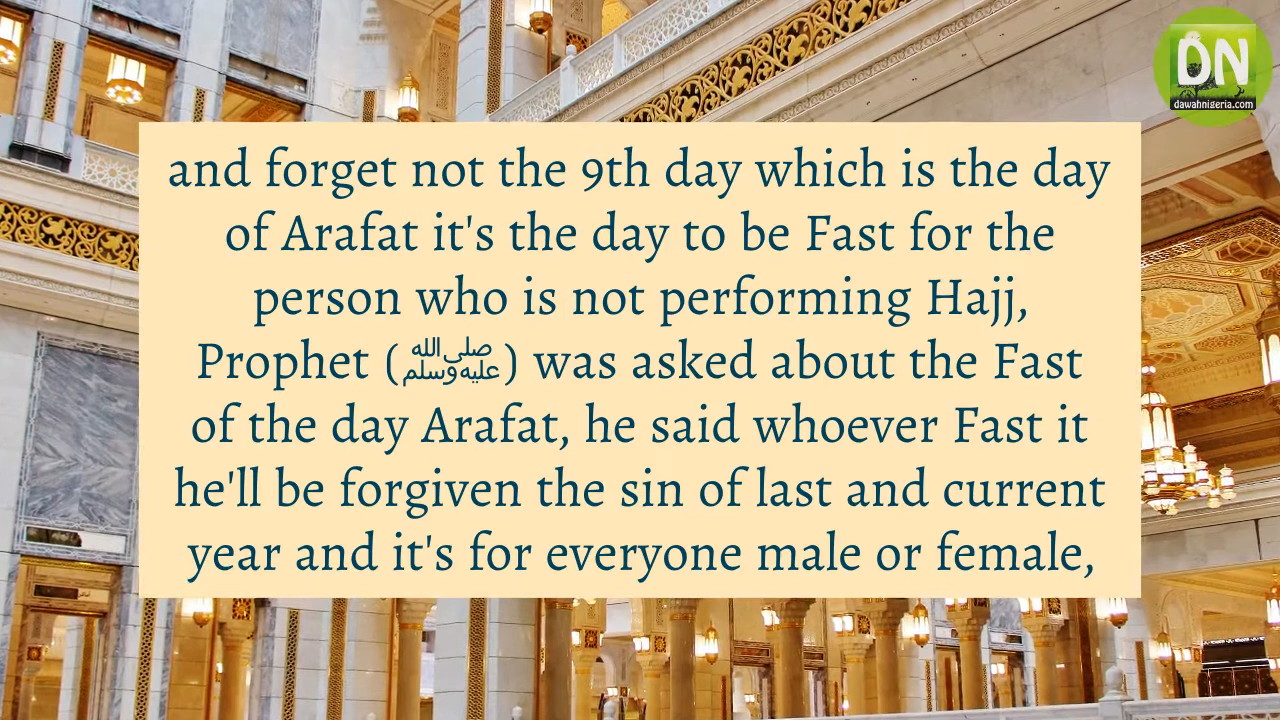 DN
dawahnigeria.com
and forget not the 9th day which is the day
of Arafat it's the day to be Fast for the
person who is not performing Hajj,
Prophet (ﷺ) was asked about the Fast
of the day Arafat, he said whoever Fast it
he'll be forgiven the sin of last and current
year and it's for everyone male or female,